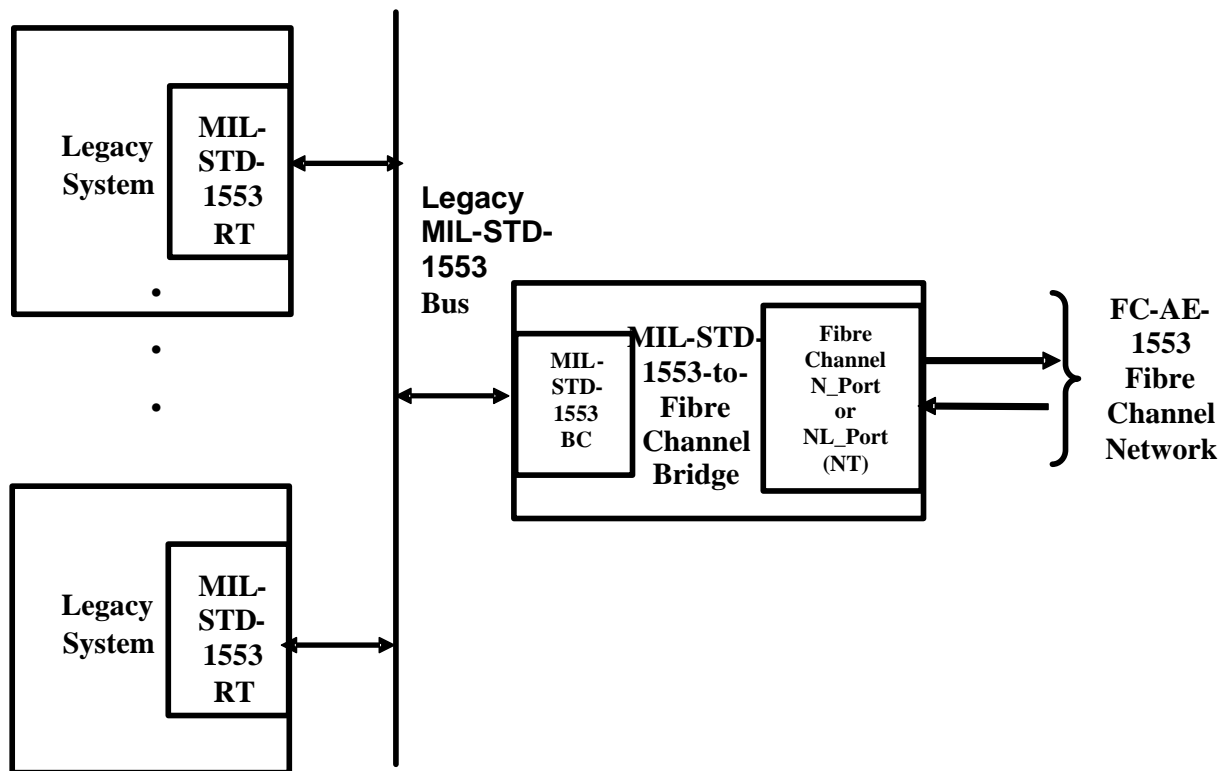 Legacy
System
MIL-
STD-
1553
RT
Legacy
MIL-STD-
1553
Bus
MIL-
STD-
1553
BC
MIL-STD-
1553-to-
Fibre
Channel
Bridge
Fibre
Channel
N_Port
or
NL_Port
(NT)
FC-AE-
1553
Fibre
Channel
Network
Legacy
System
MIL-
STD-
1553
RT